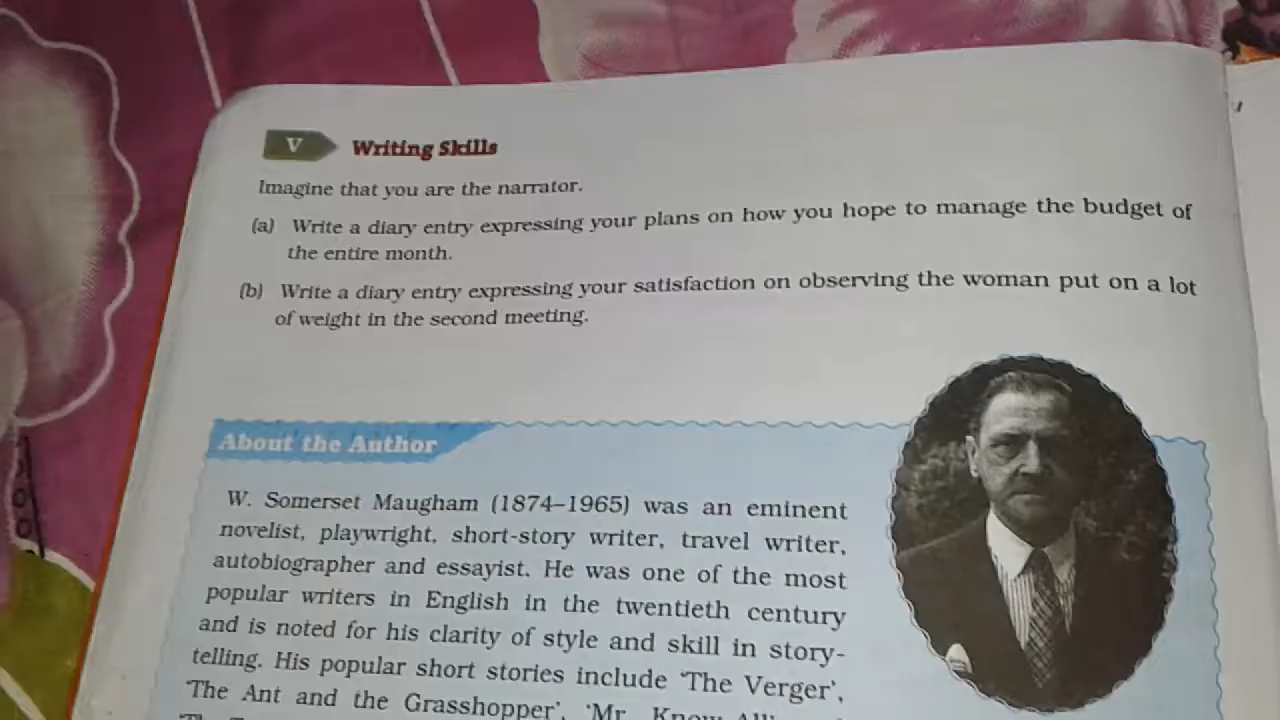 V Writing Skills
Imagine that you are the narrator.
(a) Write a diary entry expressing your plans on how you hope to manage the budget of
the entire month.
(b) Write a diary entry expressing your satisfaction on observing the woman put on a lot
of weight in the second meeting.
About the Author
W. Somerset Maugham (1874–1965) was an eminent
novelist, playwright, short-story writer, travel writer,
autobiographer and essayist. He was one of the most
popular writers in English in the twentieth century
and is noted for his clarity of style and skill in story-
telling. His popular short stories include 'The Verger',
'The Ant and the Grasshopper', 'Mr. Know All'